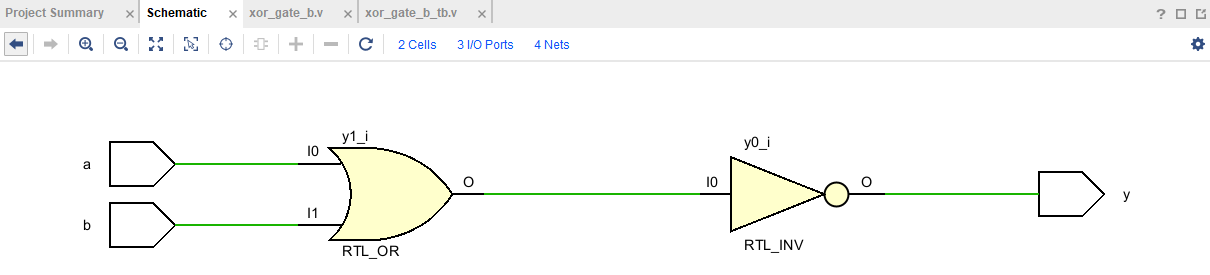 Project Summary × Schematic × xor_gate_b.v × xor_gate_b_tb.v ×
2 Cells 3 I/O Ports 4 Nets
y1_i
y0_i
a I0
O I0 O y
b I1
RTL_OR
RTL_INV